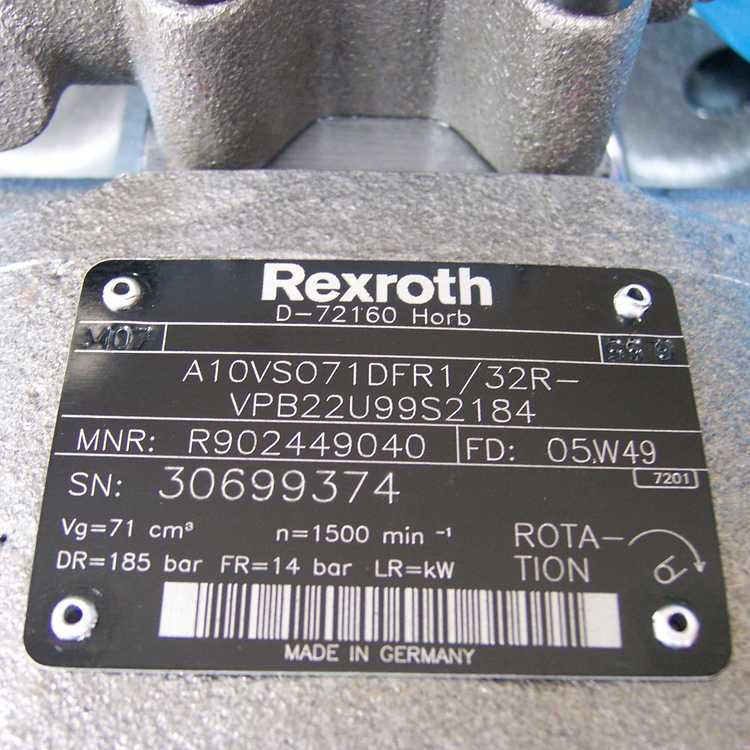 Rexroth
D-72160 Horb
M07
A10VSO71DFR1/32R-
VPB22U99S2184
MNR: R902449040 FD: 05W49
7201
SN: 30699374
Vg=71 cm³ n=1500 min -¹
DR=185 bar FR=14 bar LR=kW
ROTA-
TION
MADE IN GERMANY